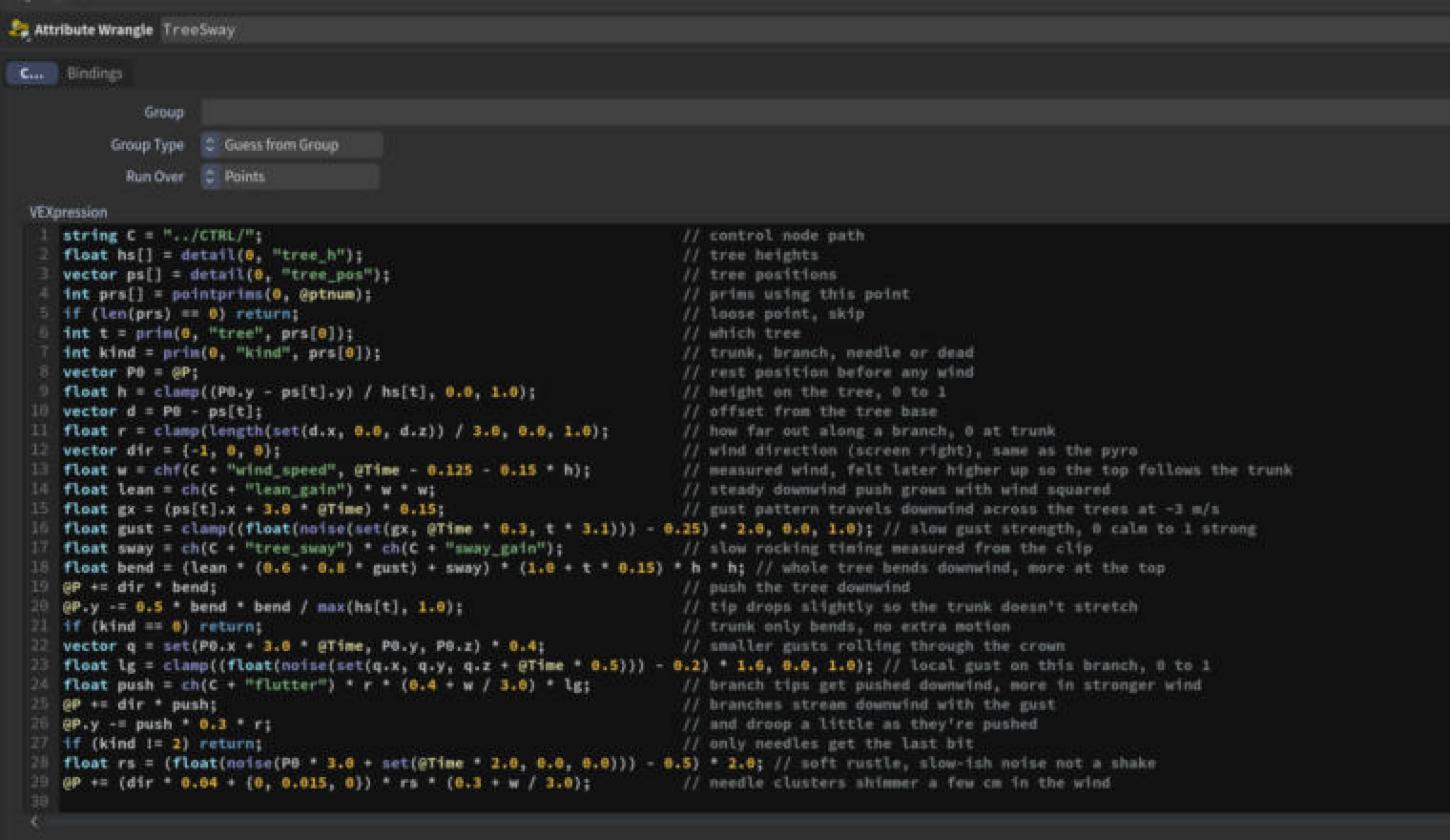 Attribute Wrangle TreeSway
C... Bindings
Group
Group Type Guess from Group
Run Over Points
VEXpression
1 string C = "../CTRL/"; // control node path
2 float hs[] = detail(0, "tree_h"); // tree heights
3 vector ps[] = detail(0, "tree_pos"); // tree positions
4 int prs[] = pointprims(0, @ptnum); // prims using this point
5 if (len(prs) == 0) return; // loose point, skip
6 int t = prim(0, "tree", prs[0]); // which tree
7 int kind = prim(0, "kind", prs[0]); // trunk, branch, needle or dead
8 vector P0 = @P; // rest position before any wind
9 float h = clamp((P0.y - ps[t].y) / hs[t], 0.0, 1.0); // height on the tree, 0 to 1
10 vector d = P0 - ps[t]; // offset from the tree base
11 float r = clamp(length(set(d.x, 0.0, d.z)) / 3.0, 0.0, 1.0); // how far out along a branch, 0 at trunk
12 vector dir = {-1, 0, 0}; // wind direction (screen right), same as the pyro
13 float w = chf(C + "wind_speed", @Time - 0.125 - 0.15 * h); // measured wind, felt later higher up so the top follows the trunk
14 float lean = ch(C + "lean_gain") * w * w; // steady downwind push grows with wind squared
15 float gx = (ps[t].x + 3.0 * @Time) * 0.15; // gust pattern travels downwind across the trees at ~3 m/s
16 float gust = clamp((float(noise(set(gx, @Time * 0.3, t * 3.1))) - 0.25) * 2.0, 0.0, 1.0); // slow gust strength, 0 calm to 1 strong
17 float sway = ch(C + "tree_sway") * ch(C + "sway_gain"); // slow rocking timing measured from the clip
18 float bend = (lean * (0.6 + 0.8 * gust) + sway) * (1.0 + t * 0.15) * h * h; // whole tree bends downwind, more at the top
19 @P += dir * bend; // push the tree downwind
20 @P.y -= 0.5 * bend * bend / max(hs[t], 1.0); // tip drops slightly so the trunk doesn't stretch
21 if (kind == 0) return; // trunk only bends, no extra motion
22 vector q = set(P0.x + 3.0 * @Time, P0.y, P0.z) * 0.4; // smaller gusts rolling through the crown
23 float lg = clamp((float(noise(set(q.x, q.y, q.z + @Time * 0.5))) - 0.2) * 1.6, 0.0, 1.0); // local gust on this branch, 0 to 1
24 float push = ch(C + "flutter") * r * (0.4 + w / 3.0) * lg; // branch tips get pushed downwind, more in stronger wind
25 @P += dir * push; // branches stream downwind with the gust
26 @P.y -= push * 0.3 * r; // and droop a little as they're pushed
27 if (kind != 2) return; // only needles get the last bit
28 float rs = (float(noise(P0 * 3.0 + set(@Time * 2.0, 0.0, 0.0))) - 0.5) * 2.0; // soft rustle, slow-ish noise not a shake
29 @P += (dir * 0.04 + {0, 0.015, 0}) * rs * (0.3 + w / 3.0); // needle clusters shimmer a few cm in the wind
30